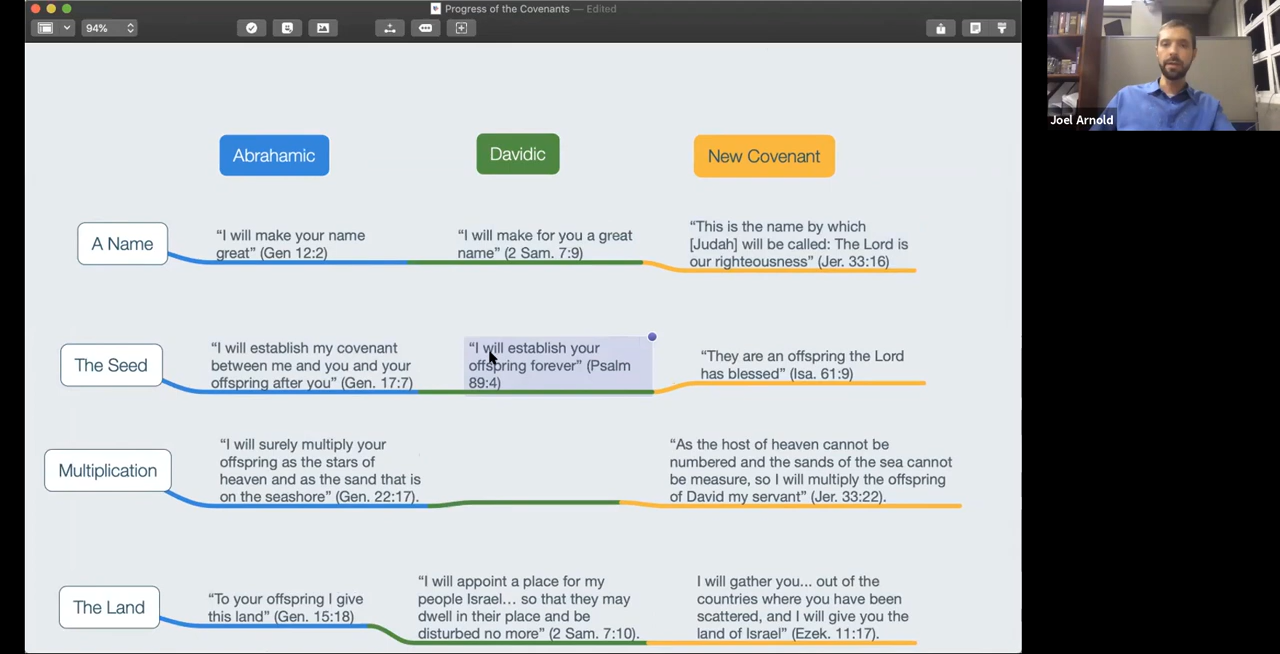 Progress of the Covenants — Edited
94%
Joel Arnold
Abrahamic
Davidic
New Covenant
A Name
“I will make your name
great” (Gen 12:2)
“I will make for you a great
name” (2 Sam. 7:9)
“This is the name by which
[Judah] will be called: The Lord is
our righteousness” (Jer. 33:16)
The Seed
“I will establish my covenant
between me and you and your
offspring after you” (Gen. 17:7)
“I will establish your
offspring forever” (Psalm
89:4)
“They are an offspring the Lord
has blessed” (Isa. 61:9)
Multiplication
“I will surely multiply your
offspring as the stars of
heaven and as the sand that is
on the seashore” (Gen. 22:17).
“As the host of heaven cannot be
numbered and the sands of the sea cannot
be measure, so I will multiply the offspring
of David my servant” (Jer. 33:22).
The Land
“To your offspring I give
this land” (Gen. 15:18)
“I will appoint a place for my
people Israel... so that they may
dwell in their place and be
disturbed no more” (2 Sam. 7:10).
I will gather you... out of the
countries where you have been
scattered, and I will give you the
land of Israel” (Ezek. 11:17).